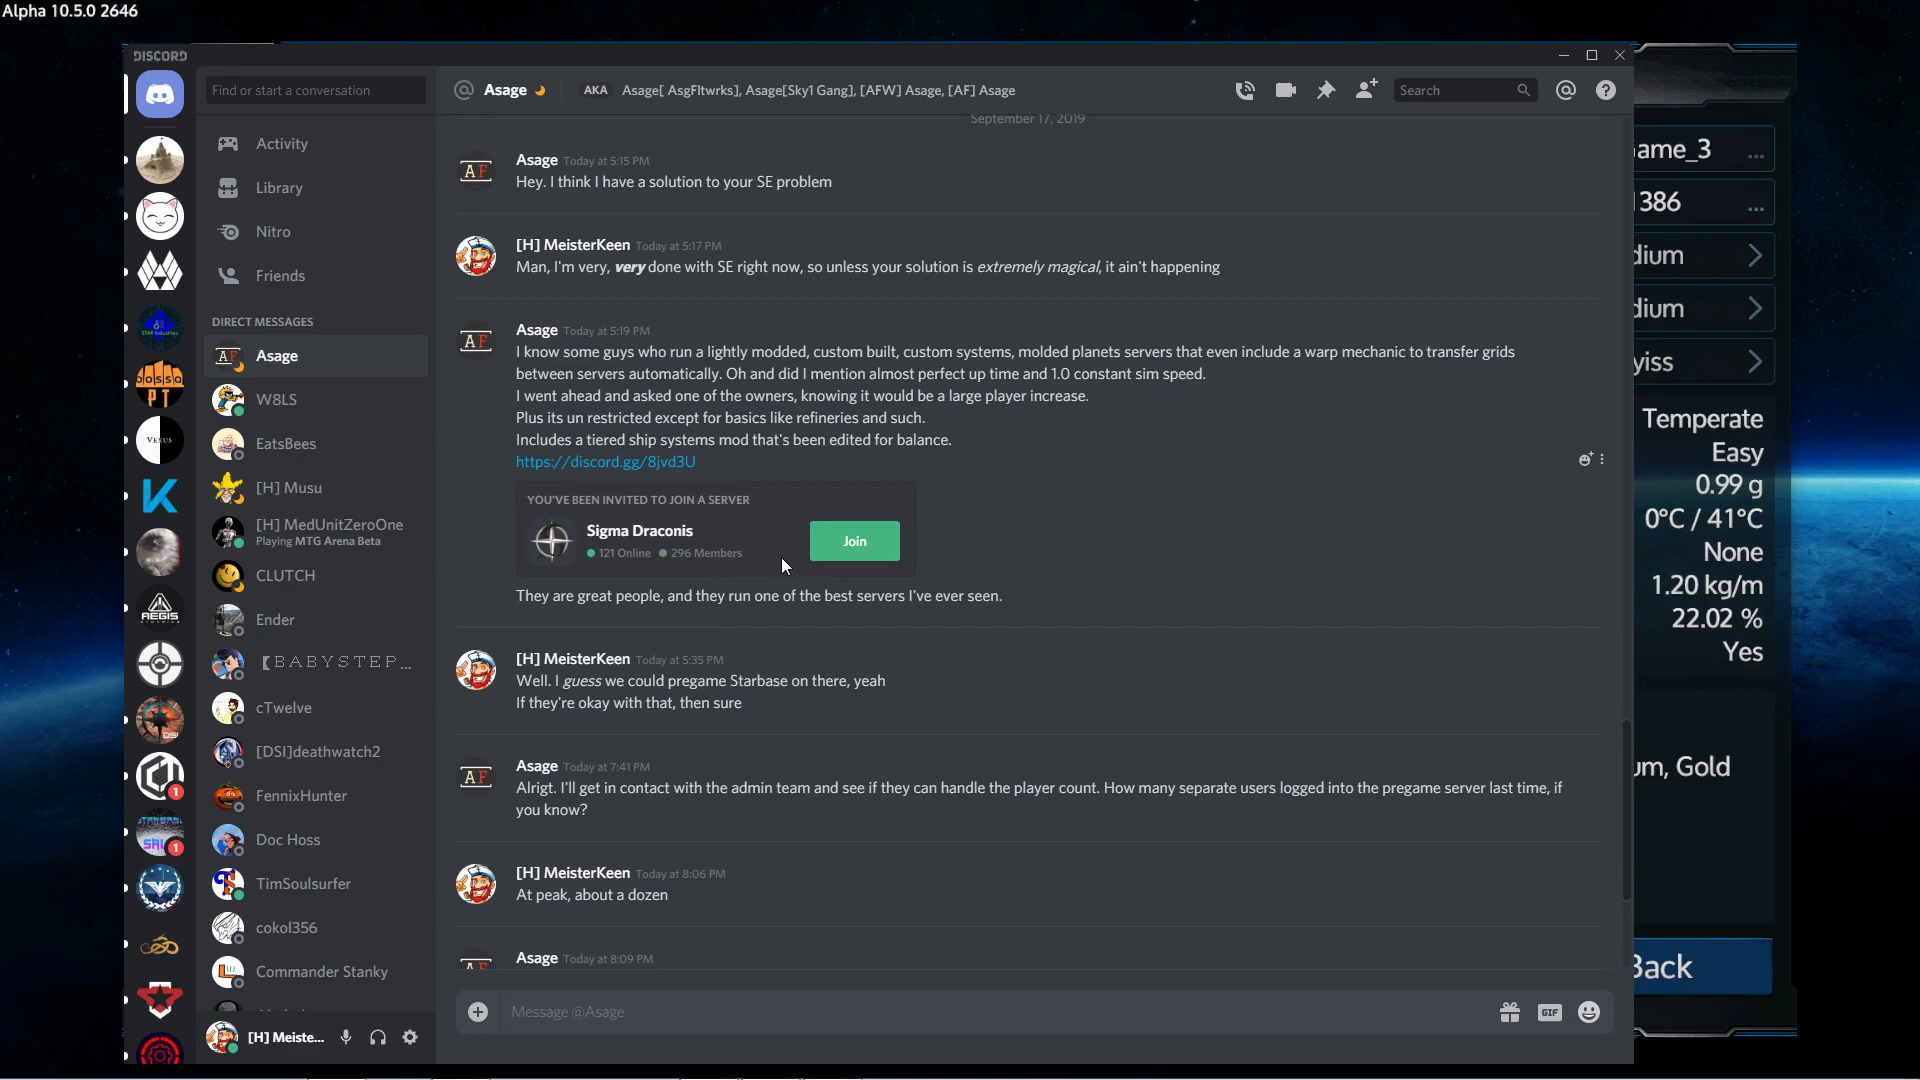 Alpha 10.5.0 2646
DISCORD
Find or start a conversation
Activity
Library
Nitro
Friends
DIRECT MESSAGES
Asage
W8LS
EatsBees
[H] Musu
[H] MedUnitZeroOne
Playing MTG Arena Beta
CLUTCH
Ender
【BABYSTEP...
cTwelve
[DSI]deathwatch2
FennixHunter
Doc Hoss
TimSoulsurfer
cokol356
Commander Stanky
[H] Meiste...
bossa
PT
VENUS
AEGIS
DSI
1
1
@ Asage
AKA Asage[ AsgFltwrks], Asage[Sky1 Gang], [AFW] Asage, [AF] Asage
Search
September 17, 2019
AF
Asage Today at 5:15 PM
Hey. I think I have a solution to your SE problem
[H] MeisterKeen Today at 5:17 PM
Man, I'm very, very done with SE right now, so unless your solution is extremely magical, it ain't happening
AF
Asage Today at 5:19 PM
I know some guys who run a lightly modded, custom built, custom systems, molded planets servers that even include a warp mechanic to transfer grids
between servers automatically. Oh and did I mention almost perfect up time and 1.0 constant sim speed.
I went ahead and asked one of the owners, knowing it would be a large player increase.
Plus its un restricted except for basics like refineries and such.
Includes a tiered ship systems mod that's been edited for balance.
https://discord.gg/8jvd3U
YOU'VE BEEN INVITED TO JOIN A SERVER
Sigma Draconis
121 Online 296 Members
Join
They are great people, and they run one of the best servers I've ever seen.
[H] MeisterKeen Today at 5:35 PM
Well. I guess we could pregame Starbase on there, yeah
If they're okay with that, then sure
AF
Asage Today at 7:41 PM
Alrigt. I'll get in contact with the admin team and see if they can handle the player count. How many separate users logged into the pregame server last time, if
you know?
[H] MeisterKeen Today at 8:06 PM
At peak, about a dozen
AF
Asage Today at 8:09 PM
Message @Asage
GIF
ame_3 ...
386 ...
dium
dium
yiss
Temperate
Easy
0.99 g
0°C / 41°C
None
1.20 kg/m
22.02 %
Yes
um, Gold
Back